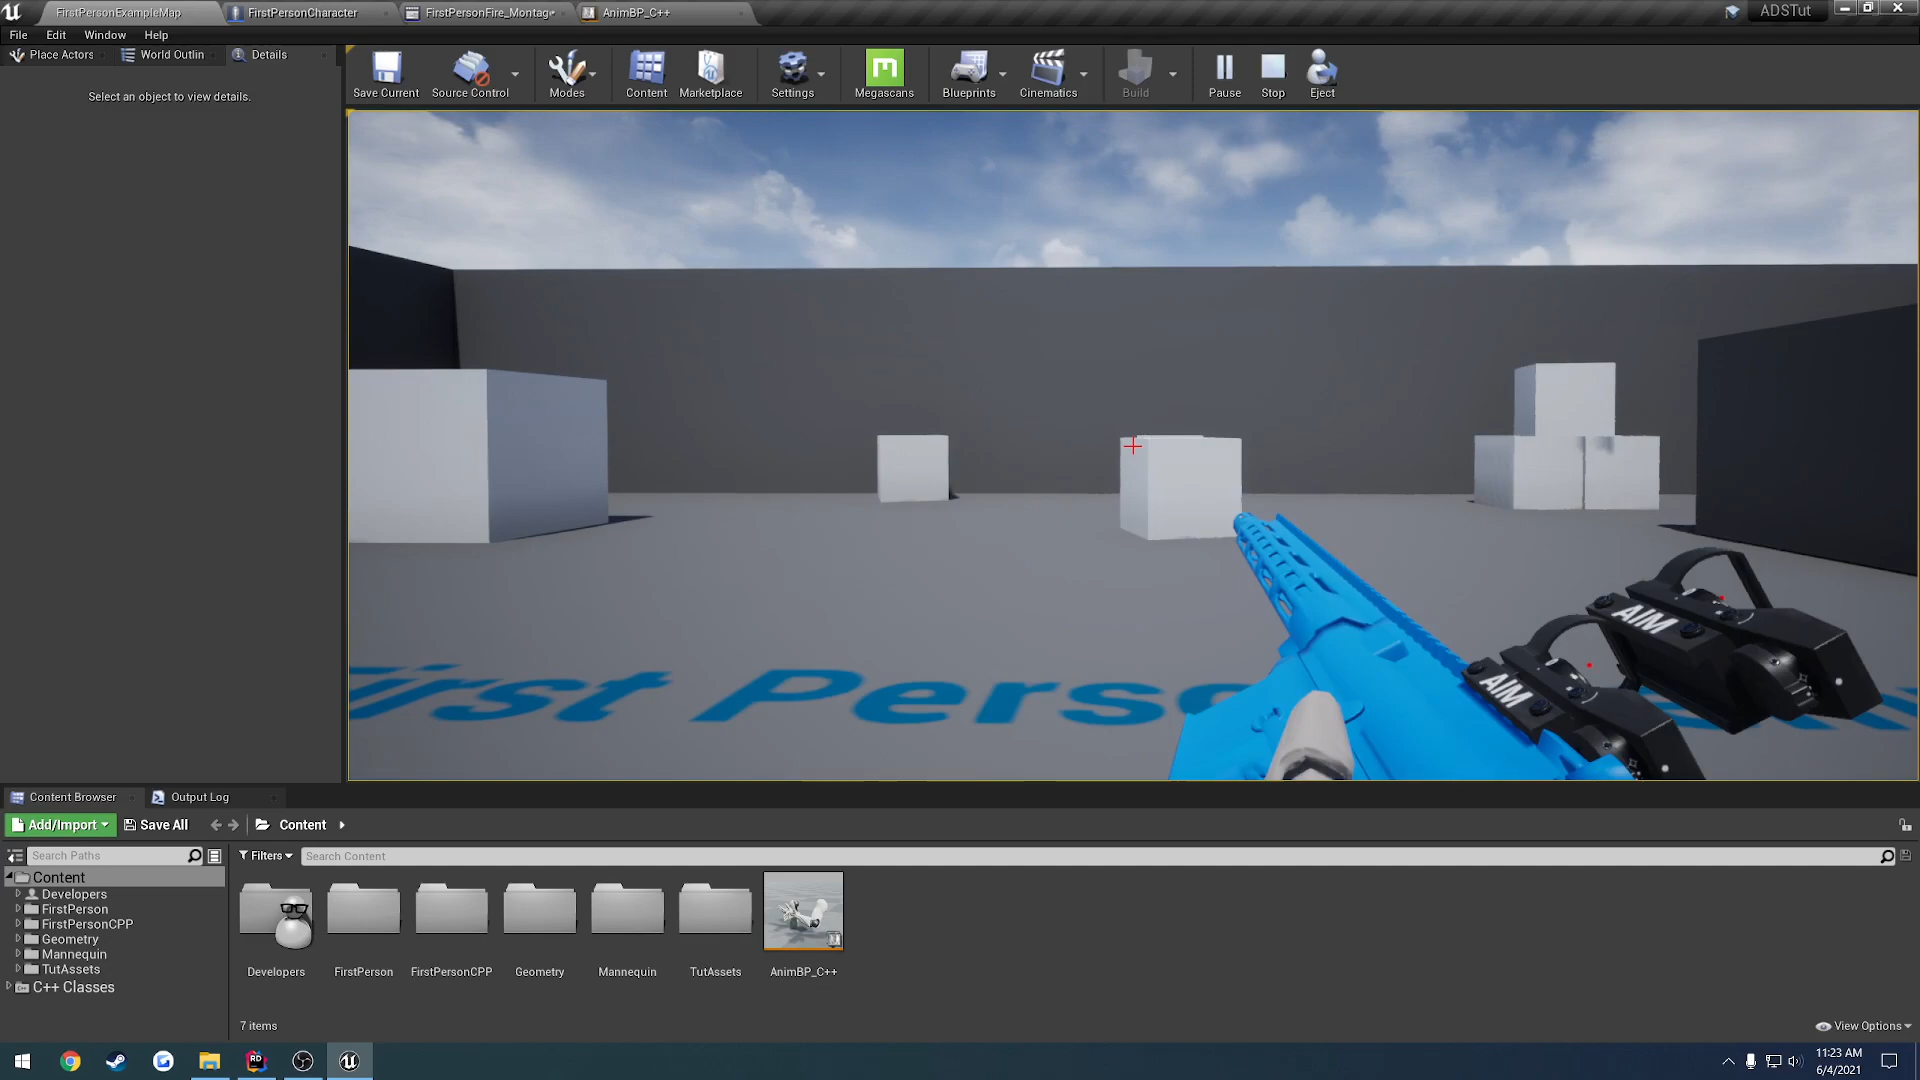 FirstPersonExampleMap
FirstPersonCharacter
FirstPersonFire_Montag•
AnimBP_C++
ADSTut
File Edit Window Help
Place Actors
World Outlin
Details
Select an object to view details.
Save Current
Source Control
Modes
Content
Marketplace
Settings
Megascans
Blueprints
Cinematics
Build
Pause
Stop
Eject
First Perso
AIM
AIM
Content Browser
Output Log
Add/Import
Save All
Content
Search Paths
Filters
Search Content
Content
Developers
FirstPerson
FirstPersonCPP
Geometry
Mannequin
TutAssets
C++ Classes
Developers
FirstPerson
FirstPersonCPP
Geometry
Mannequin
TutAssets
AnimBP_C++
7 items
View Options
RD
11:23 AM
6/4/2021